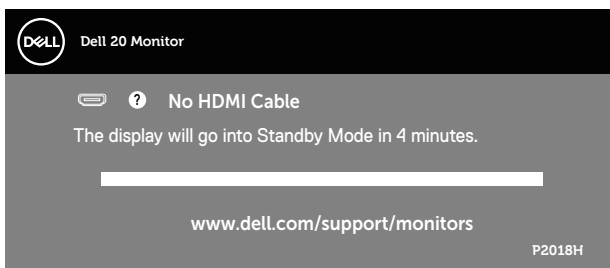 DELL
Dell 20 Monitor
? No HDMI Cable
The display will go into Standby Mode in 4 minutes.
www.dell.com/support/monitors
P2018H